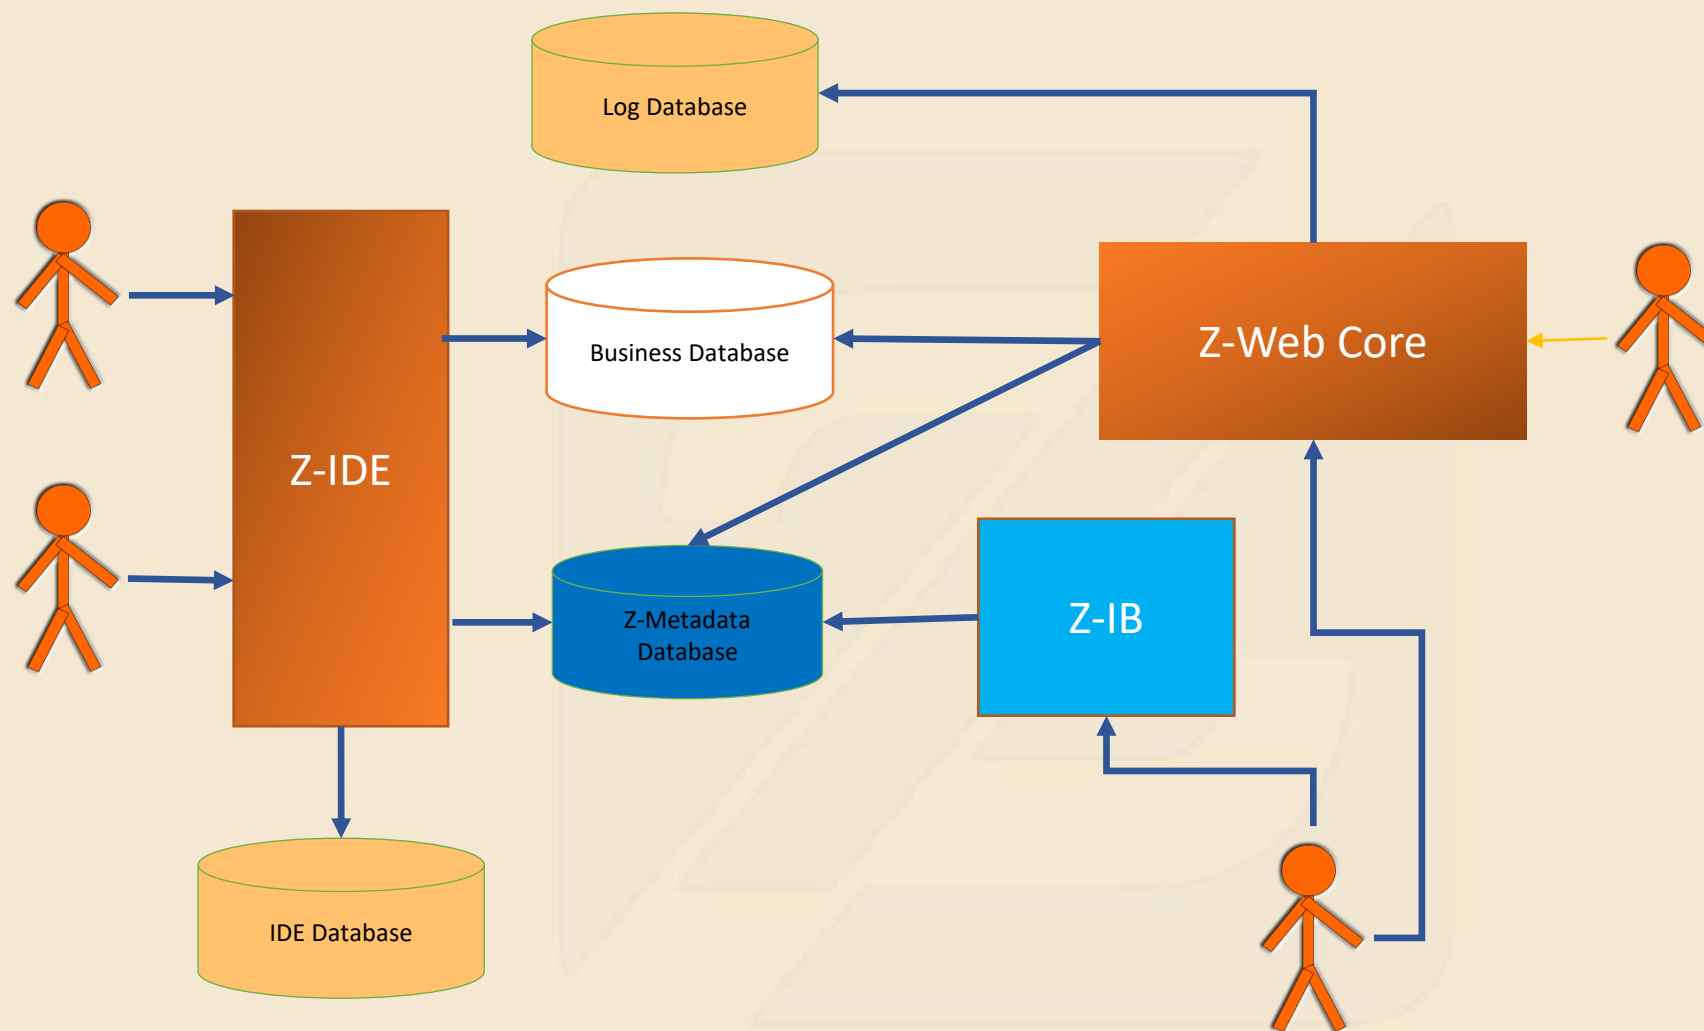 Log Database
Business Database
Z-Web Core
Z-IDE
Z-Metadata
Database
Z-IB
IDE Database